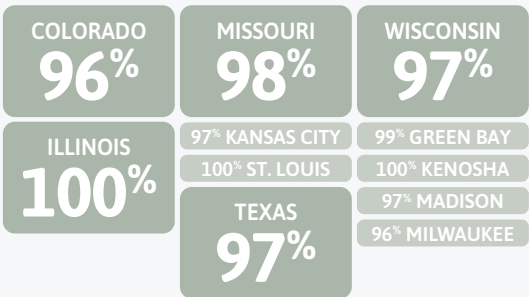 COLORADO
96%
ILLINOIS
100%
MISSOURI
98%
97% KANSAS CITY
100% ST. LOUIS
TEXAS
97%
WISCONSIN
97%
99% GREEN BAY
100% KENOSHA
97% MADISON
96% MILWAUKEE